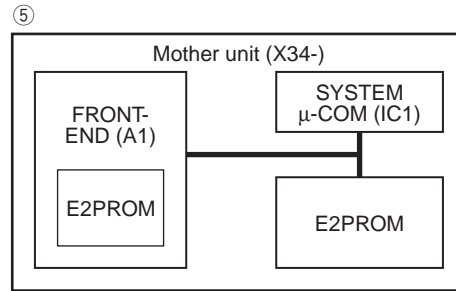 ⑤
Mother unit (X34-)
FRONT-
END (A1)
E2PROM
SYSTEM
μ-COM (IC1)
E2PROM